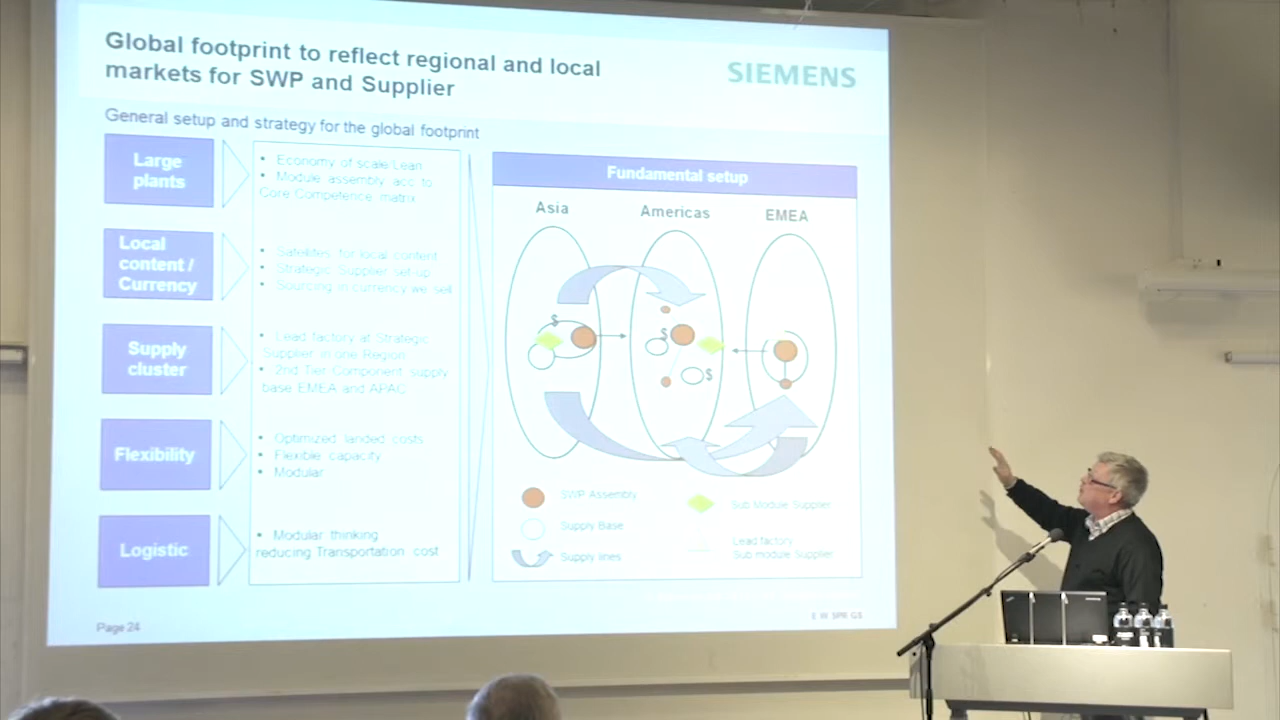 Global footprint to reflect regional and local
markets for SWP and Supplier
SIEMENS
General setup and strategy for the global footprint
Large
plants
• Economy of scale Lean
• Module assembly acc to
Core Competence matrix
Local
content /
Currency
• Satellites for local content
• Strategic Supplier set-up
• Sourcing in currency we sell
Supply
cluster
• Lead factory at Strategic
Supplier in one Region
• 2nd Tier Component supply
base EMEA and APAC
Flexibility
• Optimized landed costs
• Flexible capacity
• Modular
Logistic
• Modular thinking
reducing Transportation cost
Fundamental setup
Asia
Americas
EMEA
$
$
$
SWP Assembly
Sub Module Supplier
Supply Base
Supply lines
Lead factory
Sub module Supplier
Page 24
E W SPR GS